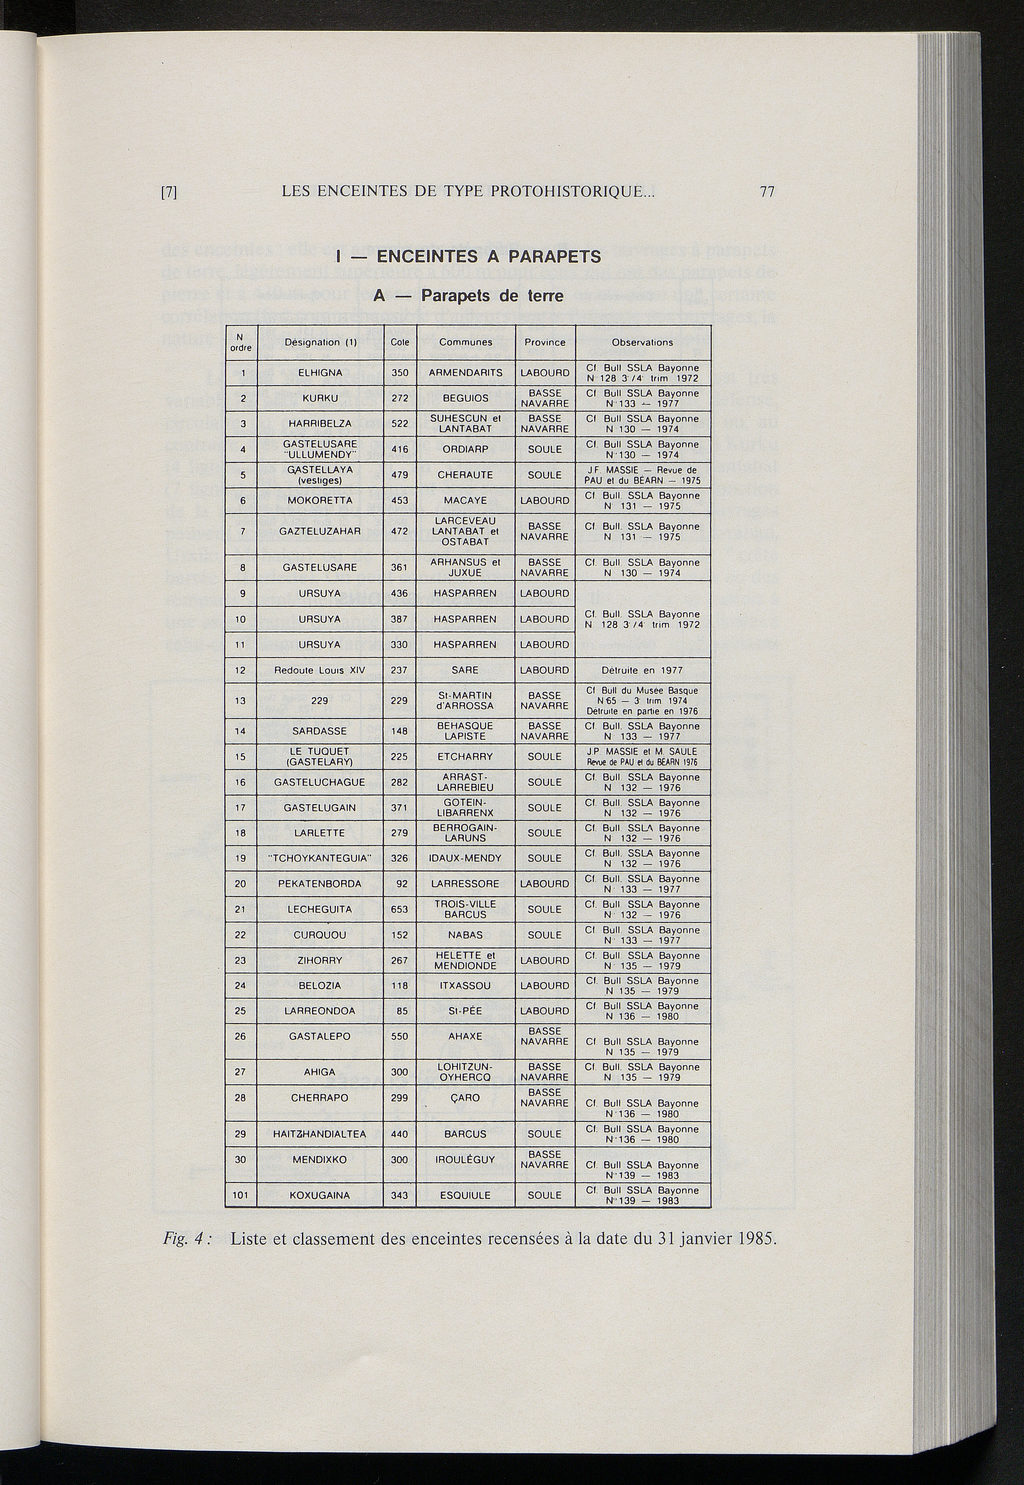 [7] LES ENCEINTES DE TYPE PROTOHISTORIQUE... 77
I — ENCEINTES A PARAPETS
A — Parapets de terre
N ordre Désignation (1) Cote Communes Province Observations
1 ELHIGNA 350 ARMENDARITS LABOURD Cf. Bull SSLA Bayonne N 128 3/4 trim 1972
2 KURKU 272 BEGUIOS BASSE NAVARRE Cf. Bull SSLA Bayonne N 133 — 1977
3 HARRIBELZA 522 SUHESCUN et LANTABAT BASSE NAVARRE Cf Bull SSLA Bayonne N 130 — 1974
4 GASTELUSARE "ULLUMENDY" 416 ORDIARP SOULE Cf. Bull SSLA Bayonne N°130 — 1974
5 GASTELLAYA (vestiges) 479 CHERAUTE SOULE J F MASSIE — Revue de PAU et du BEARN — 1975
6 MOKORETTA 453 MACAYE LABOURD Cf Bull. SSLA Bayonne N 131 — 1975
7 GAZTELUZAHAR 472 LARCEVEAU LANTABAT et OSTABAT BASSE NAVARRE Cf. Bull. SSLA Bayonne N 131 — 1975
8 GASTELUSARE 361 ARHANSUS et JUXUE BASSE NAVARRE Cf. Bull. SSLA Bayonne N 130 — 1974
9 URSUYA 436 HASPARREN LABOURD
10 URSUYA 387 HASPARREN LABOURD Cf. Bull. SSLA Bayonne N 128 3/4 trim 1972
11 URSUYA 330 HASPARREN LABOURD
12 Redoute Louis XIV 237 SARE LABOURD Détruite en 1977
13 229 229 St-MARTIN d'ARROSSA BASSE NAVARRE Cf Bull du Musée Basque N°65 — 3 trim 1974 Détruite en partie en 1976
14 SARDASSE 148 BEHASQUE LAPISTE BASSE NAVARRE Cf. Bull. SSLA Bayonne N 133 — 1977
15 LE TUQUET (GASTELARY) 225 ETCHARRY SOULE J P MASSIE et M SAULE Revue de PAU et du BEARN 1976
16 GASTELUCHAGUE 282 ARRAST-LARREBIEU SOULE Cf. Bull. SSLA Bayonne N 132 — 1976
17 GASTELUGAIN 371 GOTEIN-LIBARRENX SOULE Cf. Bull. SSLA Bayonne N 132 — 1976
18 LARLETTE 279 BERROGAIN-LARUNS SOULE Cf. Bull SSLA Bayonne N 132 — 1976
19 "TCHOYKANTEGUIA" 326 IDAUX-MENDY SOULE Cf. Bull. SSLA Bayonne N 132 — 1976
20 PEKATENBORDA 92 LARRESSORE LABOURD Cf. Bull SSLA Bayonne N 133 — 1977
21 LECHEGUITA 653 TROIS-VILLE BARCUS SOULE Cf. Bull SSLA Bayonne N 132 — 1976
22 CURQUOU 152 NABAS SOULE Cf Bull SSLA Bayonne N° 133 — 1977
23 ZIHORRY 267 HELETTE et MENDIONDE LABOURD Cf. Bull SSLA Bayonne N 135 — 1979
24 BELOZIA 118 ITXASSOU LABOURD Cf. Bull SSLA Bayonne N 135 — 1979
25 LARREONDOA 85 St-PÉE LABOURD Cf Bull SSLA Bayonne N 136 — 1980
26 GASTALEPO 550 AHAXE BASSE NAVARRE Cf Bull SSLA Bayonne N 135 — 1979
27 AHIGA 300 LOHITZUN-OYHERCQ BASSE NAVARRE Cf. Bull. SSLA Bayonne N 135 — 1979
28 CHERRAPO 299 ÇARO BASSE NAVARRE Cf Bull SSLA Bayonne N°136 — 1980
29 HAITZHANDIALTEA 440 BARCUS SOULE Cf. Bull SSLA Bayonne N°136 — 1980
30 MENDIXKO 300 IROULÉGUY BASSE NAVARRE Cf. Bull SSLA Bayonne N°139 — 1983
101 KOXUGAINA 343 ESQUIULE SOULE Cf. Bull SSLA Bayonne N°139 — 1983
Fig. 4 : Liste et classement des enceintes recensées à la date du 31 janvier 1985.